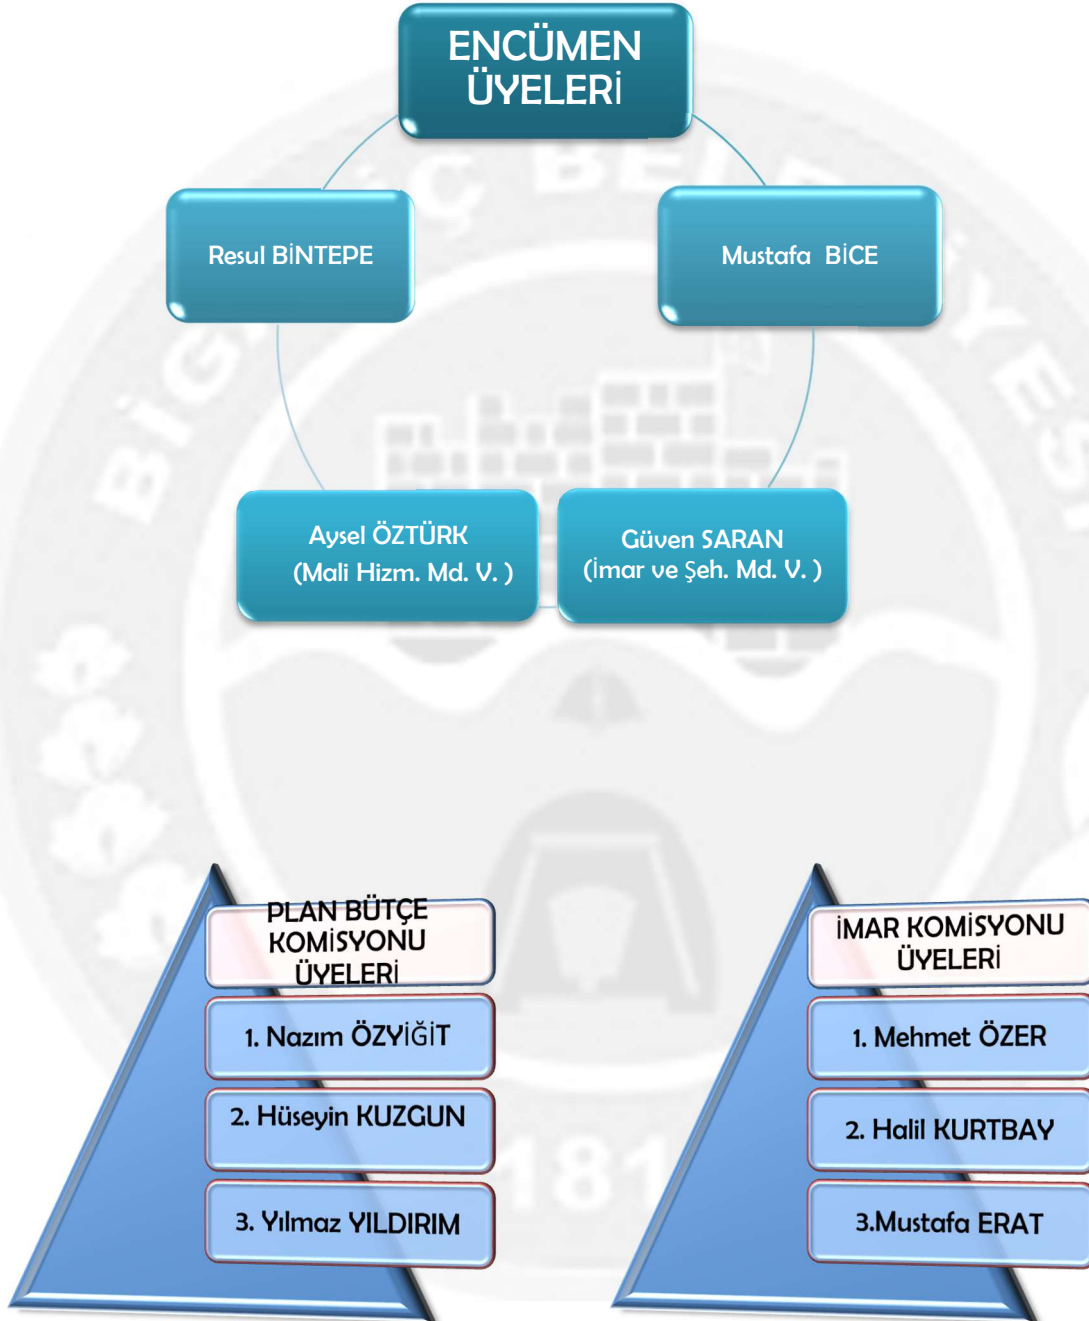 ENCÜMEN
ÜYELERİ
Resul BİNTEPE
Mustafa BİCE
Aysel ÖZTÜRK
(Mali Hizm. Md. V. )
Güven SARAN
(İmar ve Şeh. Md. V. )
PLAN BÜTÇE
KOMİSYONU
ÜYELERİ
1. Nazım ÖZYİĞİT
2. Hüseyin KUZGUN
3. Yılmaz YILDIRIM
İMAR KOMİSYONU
ÜYELERİ
1. Mehmet ÖZER
2. Halil KURTBAY
3.Mustafa ERAT